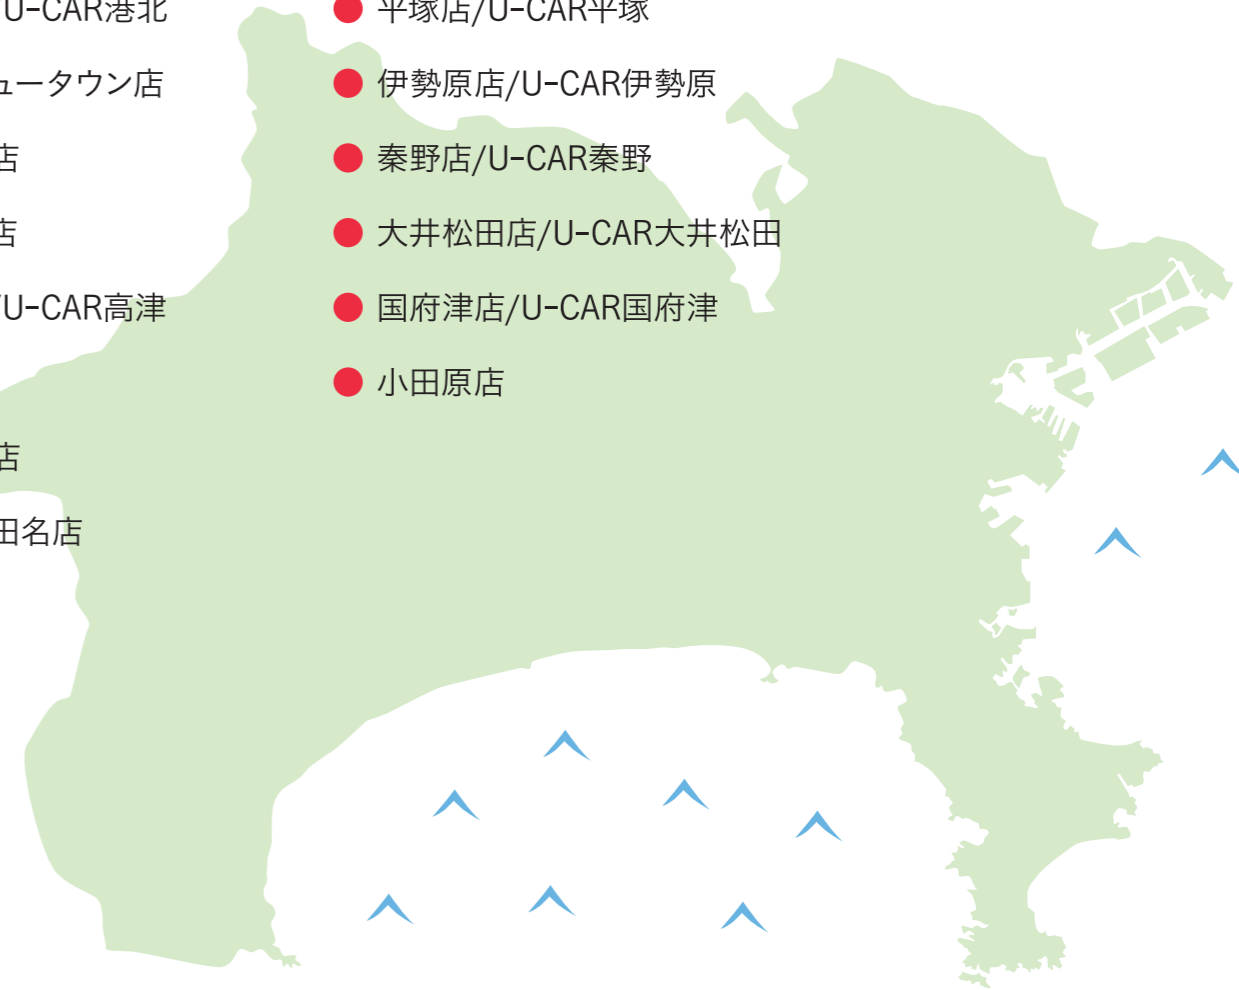 /U-CAR港北
ュータウン店
店
店
/U-CAR高津
店
田名店
平塚店/U-CAR平塚
伊勢原店/U-CAR伊勢原
秦野店/U-CAR秦野
大井松田店/U-CAR大井松田
国府津店/U-CAR国府津
小田原店